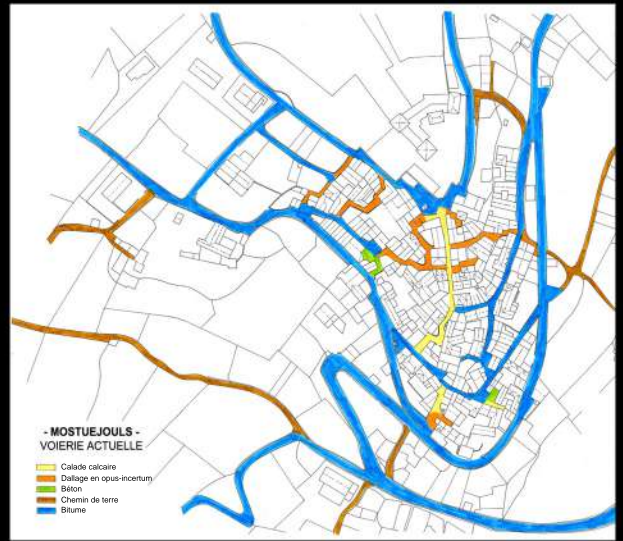 - MOSTUEJOULS -
VOIERIE ACTUELLE
Calade calcaire
Dallage en opus-incertum
Béton
Chemin de terre
Bitume